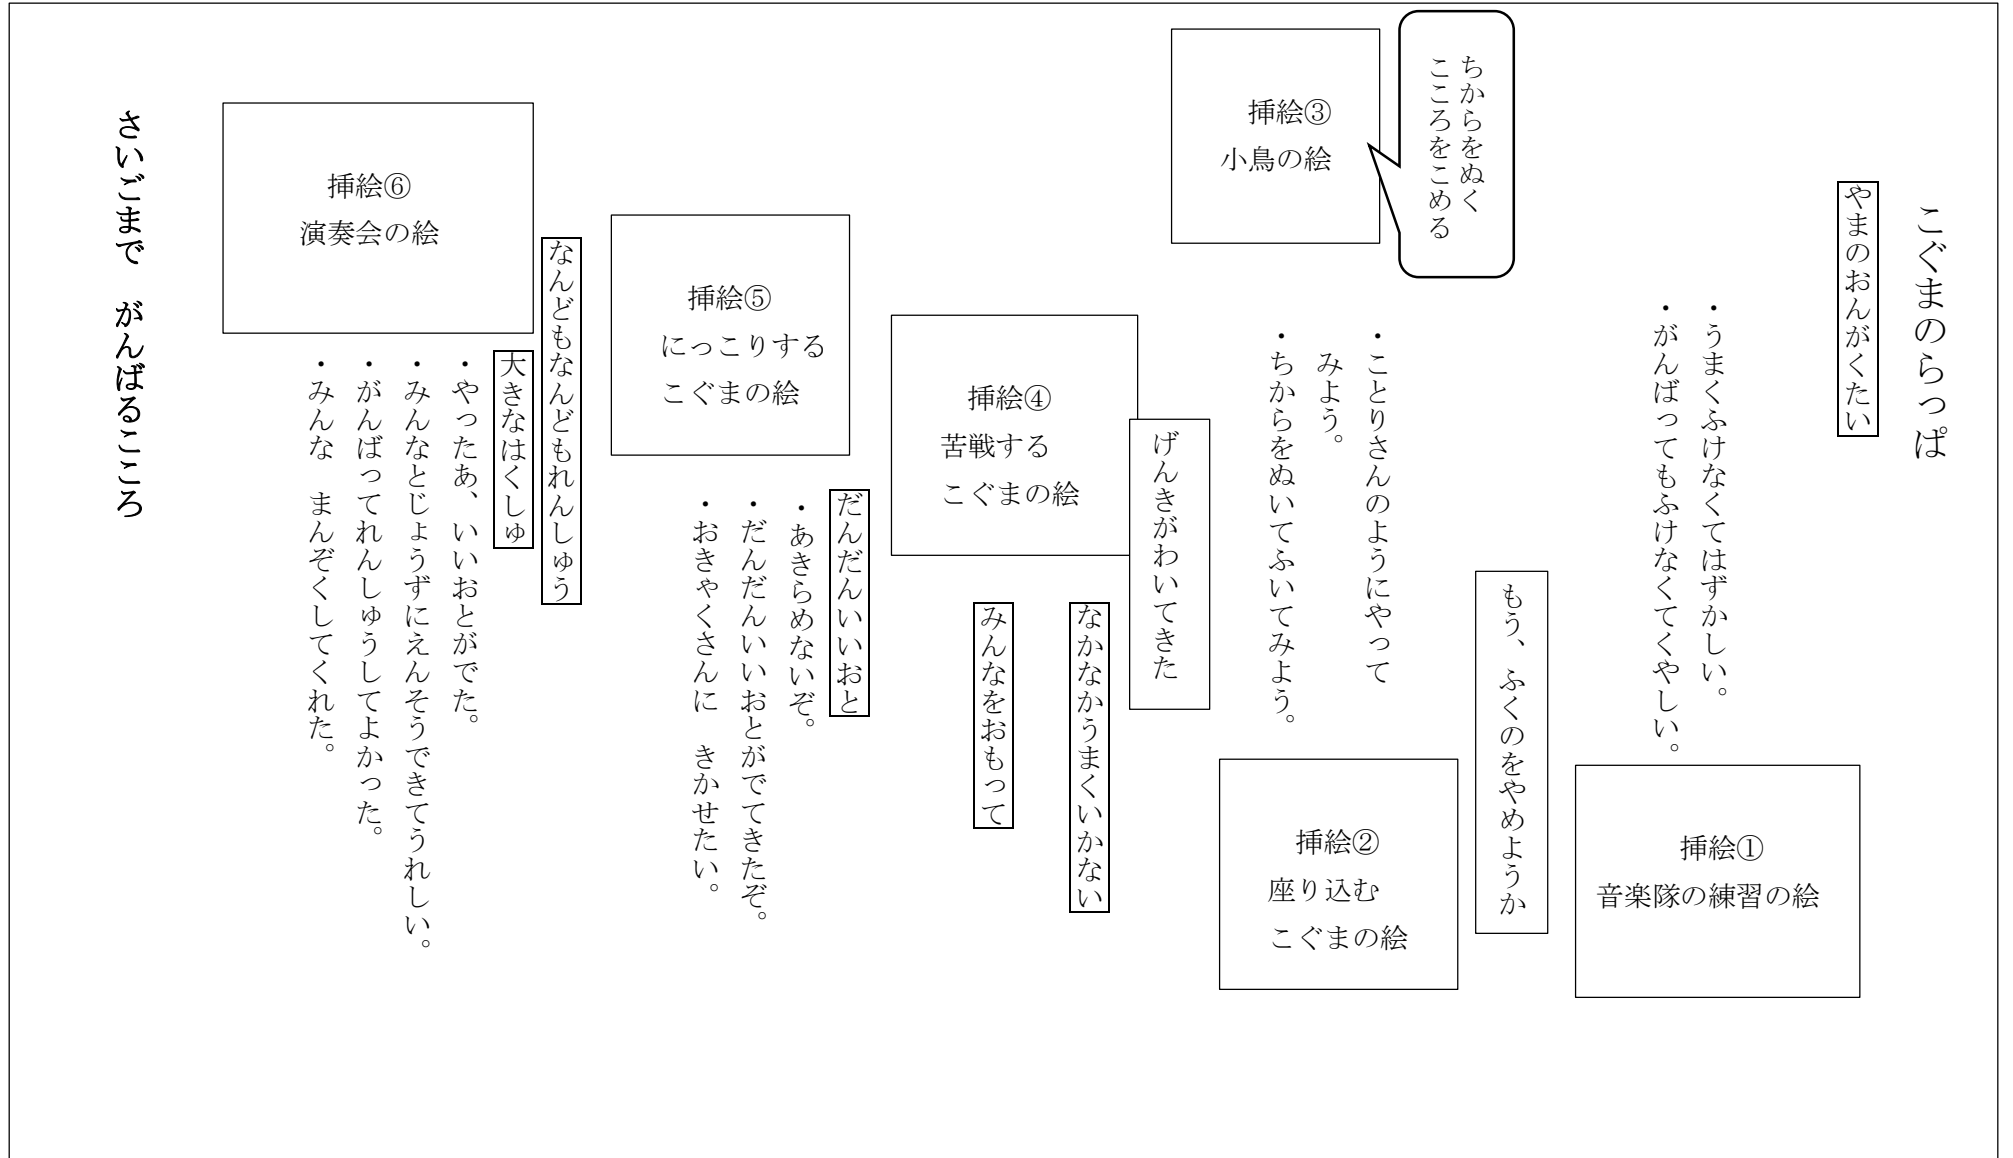 こぐまのらっぱ
やまのおんがくたい
・うまくふけなくてはずかしい。
・がんばってもふけなくてくやしい。
挿絵①
音楽隊の練習の絵
もう、ふくのをやめようか
挿絵②
座り込む
こぐまの絵
ちからをぬく
こころをこめる
挿絵③
小鳥の絵
・ことりさんのようにやって
みよう。
・ちからをぬいてふいてみよう。
げんきがわいてきた
挿絵④
苦戦する
こぐまの絵
なかなかうまくいかない
みんなをおもって
挿絵⑤
にっこりする
こぐまの絵
だんだんいいおと
・あきらめないぞ。
・だんだんいいおとがでてきたぞ。
・おきゃくさんに　きかせたい。
なんどもなんどもれんしゅう
挿絵⑥
演奏会の絵
大きなはくしゅ
・やったあ、いいおとがでた。
・みんなとじょうずにえんそうできてうれしい。
・がんばってれんしゅうしてよかった。
・みんな　まんぞくしてくれた。
さいごまで　がんばるこころ